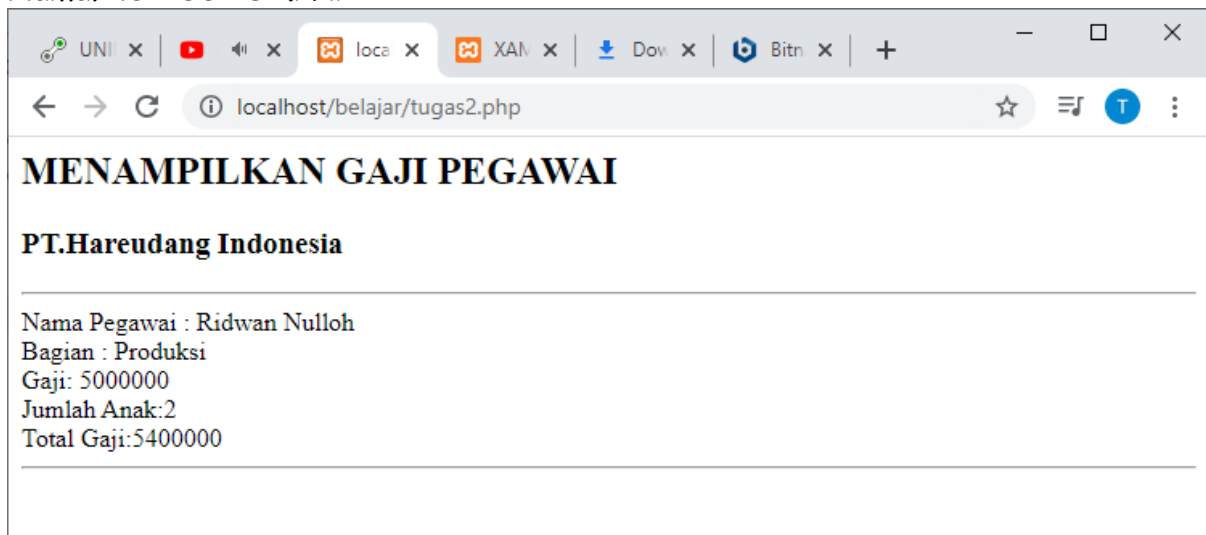 UNI
loca
XAN
Dow
Bitn
localhost/belajar/tugas2.php
T
MENAMPILKAN GAJI PEGAWAI
PT.Hareudang Indonesia
Nama Pegawai : Ridwan Nulloh
Bagian : Produksi
Gaji: 5000000
Jumlah Anak:2
Total Gaji:5400000